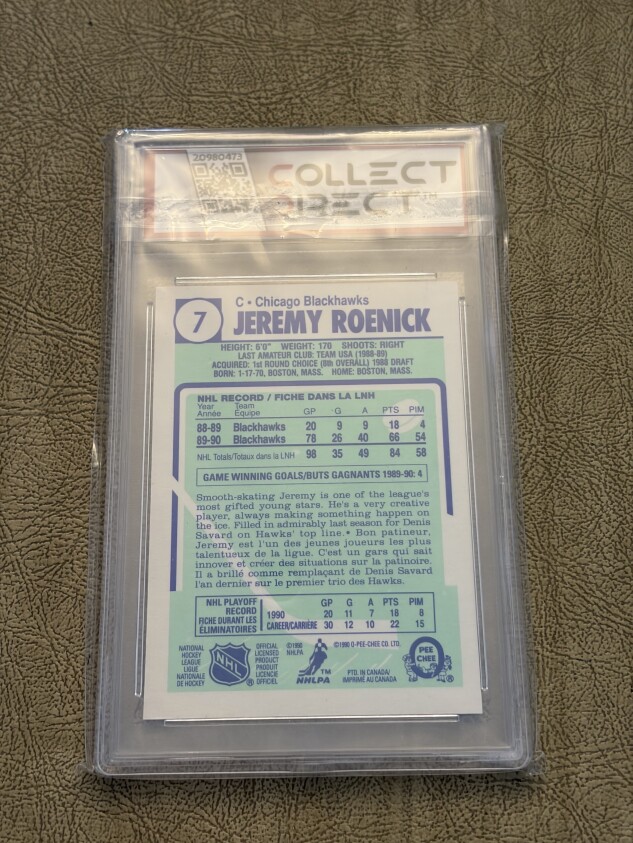 20980473
COLLECT
DIRECT™
7
C • Chicago Blackhawks
JEREMY ROENICK
HEIGHT: 6'0" WEIGHT: 170 SHOOTS: RIGHT
LAST AMATEUR CLUB: TEAM USA (1988-89)
ACQUIRED: 1st ROUND CHOICE (8th OVERALL) 1988 DRAFT
BORN: 1-17-70, BOSTON, MASS. HOME: BOSTON, MASS.
NHL RECORD / FICHE DANS LA LNH
Year Team
Année Équipe GP G A PTS PIM
88-89 Blackhawks 20 9 9 18 4
89-90 Blackhawks 78 26 40 66 54
NHL Totals/Totaux dans la LNH 98 35 49 84 58
GAME WINNING GOALS/BUTS GAGNANTS 1989-90: 4
Smooth-skating Jeremy is one of the league's
most gifted young stars. He's a very creative
player, always making something happen on
the ice. Filled in admirably last season for Denis
Savard on Hawks' top line.• Bon patineur,
Jeremy est l'un des jeunes joueurs les plus
talentueux de la ligue. C'est un gars qui sait
innover et créer des situations sur la patinoire.
Il a brillé comme remplaçant de Denis Savard
l'an dernier sur le premier trio des Hawks.
NHL PLAYOFF
RECORD
FICHE DURANT LES
ÉLIMINATOIRES
GP G A PTS PIM
1990 20 11 7 18 8
CAREER/CARRIÈRE 30 12 10 22 15
NATIONAL
HOCKEY
LEAGUE
LIGUE
NATIONALE
DE HOCKEY
NHL
®
OFFICIAL
LICENSED
PRODUCT
PRODUIT
LICENCIÉ
OFFICIEL
©1990
NHLPA
TM
NHLPA
©1990 O-PEE-CHEE CO. LTD.
PTD. IN CANADA/
IMPRIMÉ AU CANADA
PEE
CHEE